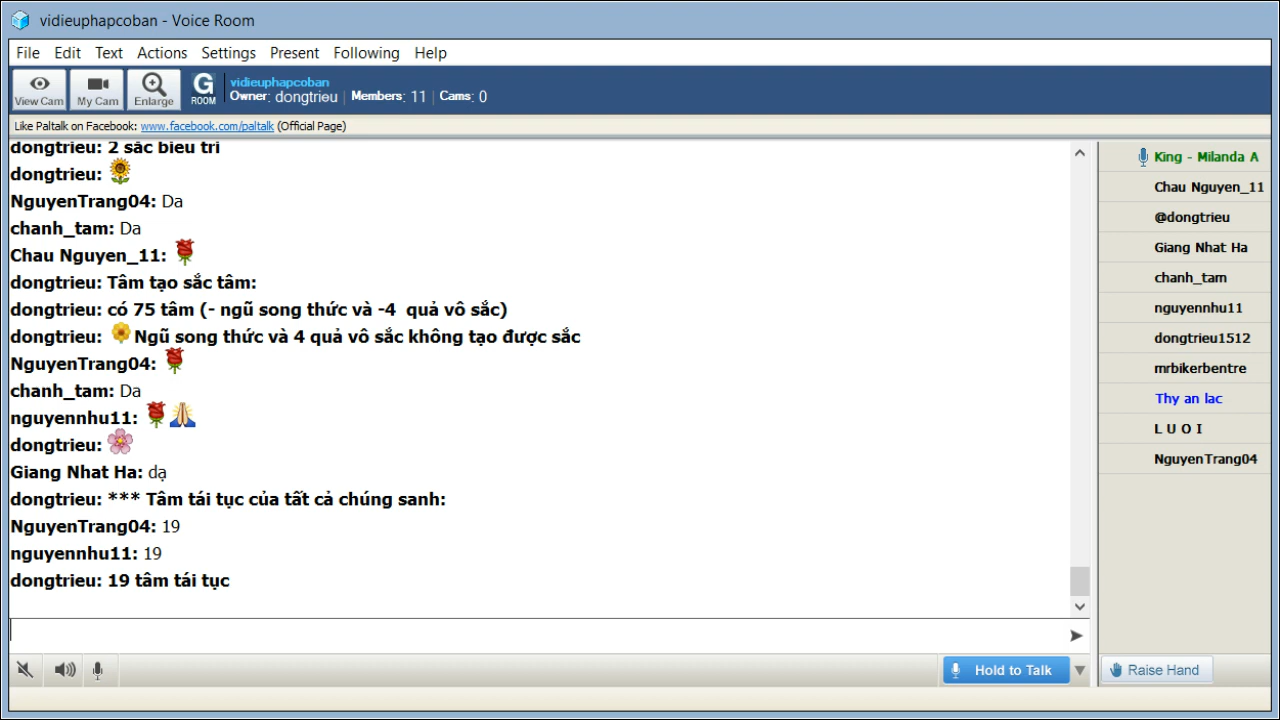 vidieuphapcoban - Voice Room
File Edit Text Actions Settings Present Following Help
View Cam
My Cam
Enlarge
G ROOM
vidieuphapcoban
Owner: dongtrieu | Members: 11 | Cams: 0
Like Paltalk on Facebook: www.facebook.com/paltalk (Official Page)
dongtrieu: 2 sắc biểu tri
dongtrieu:
NguyenTrang04: Da
chanh_tam: Da
Chau Nguyen_11:
dongtrieu: Tâm tạo sắc tâm:
dongtrieu: có 75 tâm (- ngũ song thức và -4 quả vô sắc)
dongtrieu: Ngũ song thức và 4 quả vô sắc không tạo được sắc
NguyenTrang04:
chanh_tam: Da
nguyennhu11:
dongtrieu:
Giang Nhat Ha: dạ
dongtrieu: *** Tâm tái tục của tất cả chúng sanh:
NguyenTrang04: 19
nguyennhu11: 19
dongtrieu: 19 tâm tái tục
Hold to Talk
King - Milanda A
Chau Nguyen_11
@dongtrieu
Giang Nhat Ha
chanh_tam
nguyennhu11
dongtrieu1512
mrbikerbentre
Thy an lac
L U O I
NguyenTrang04
Raise Hand